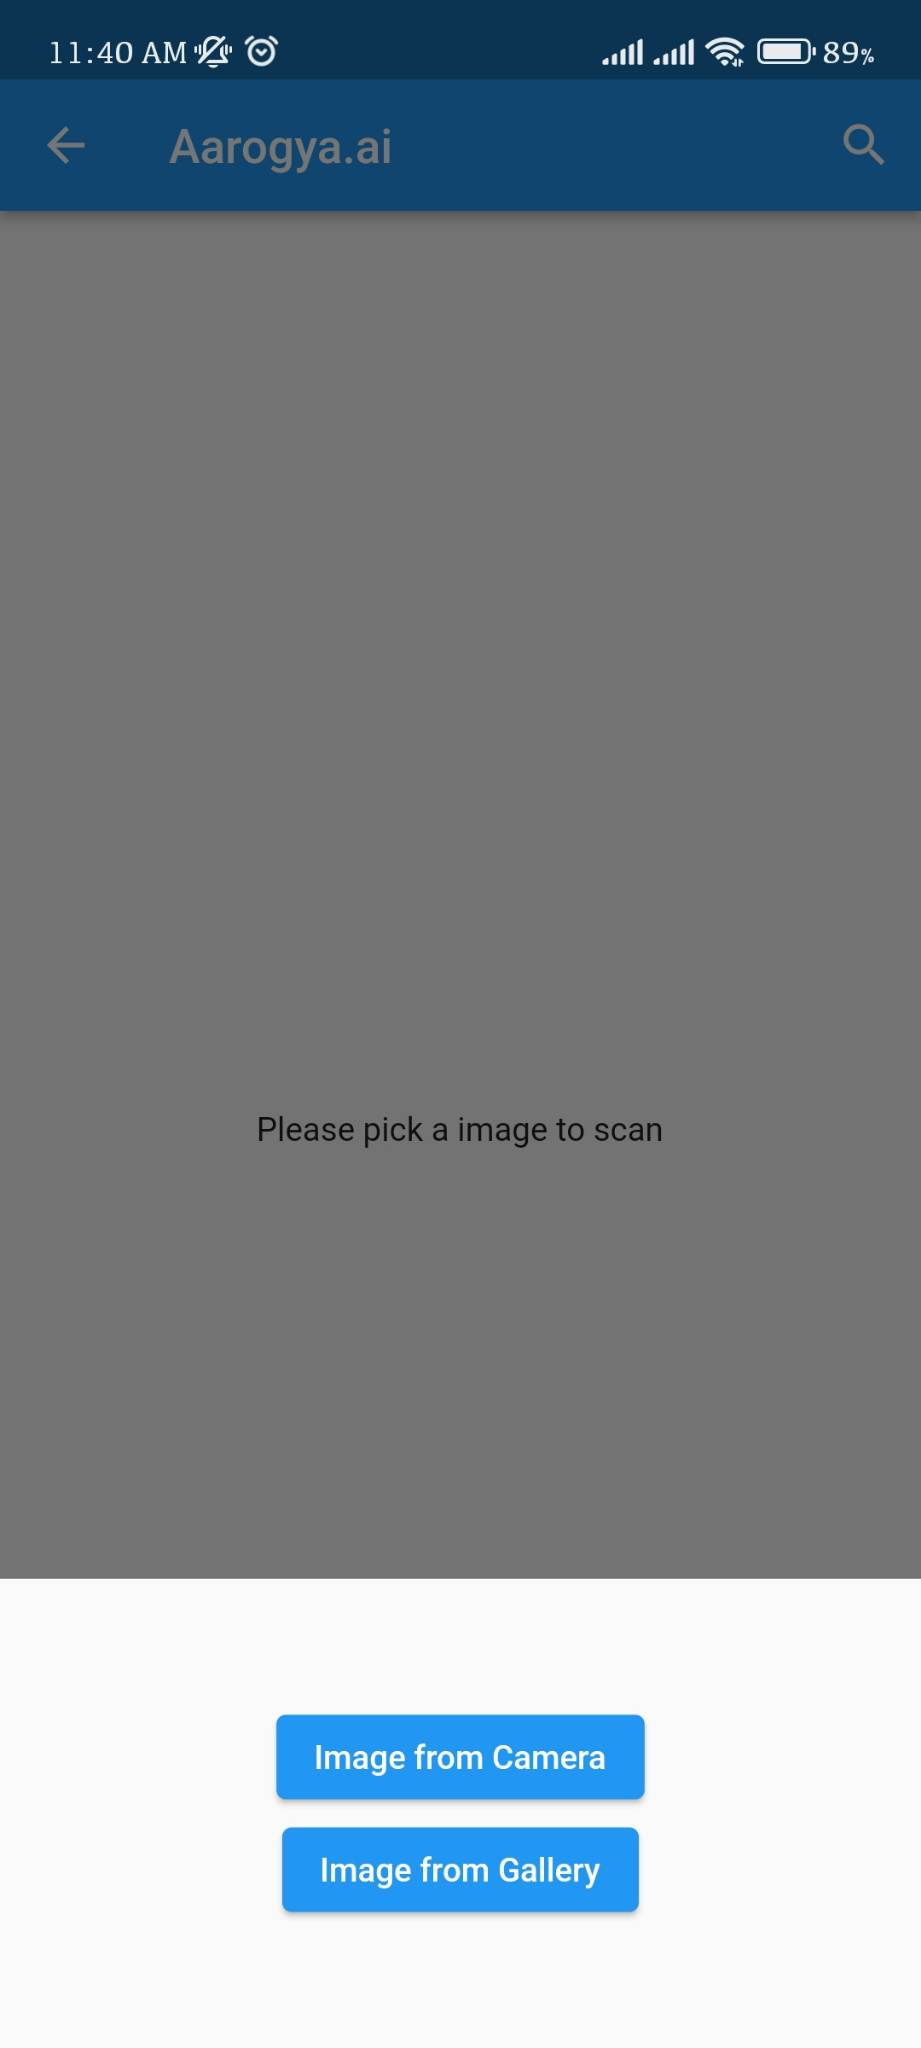 11:40 AM 89%
Aarogya.ai
Please pick a image to scan
Image from Camera
Image from Gallery